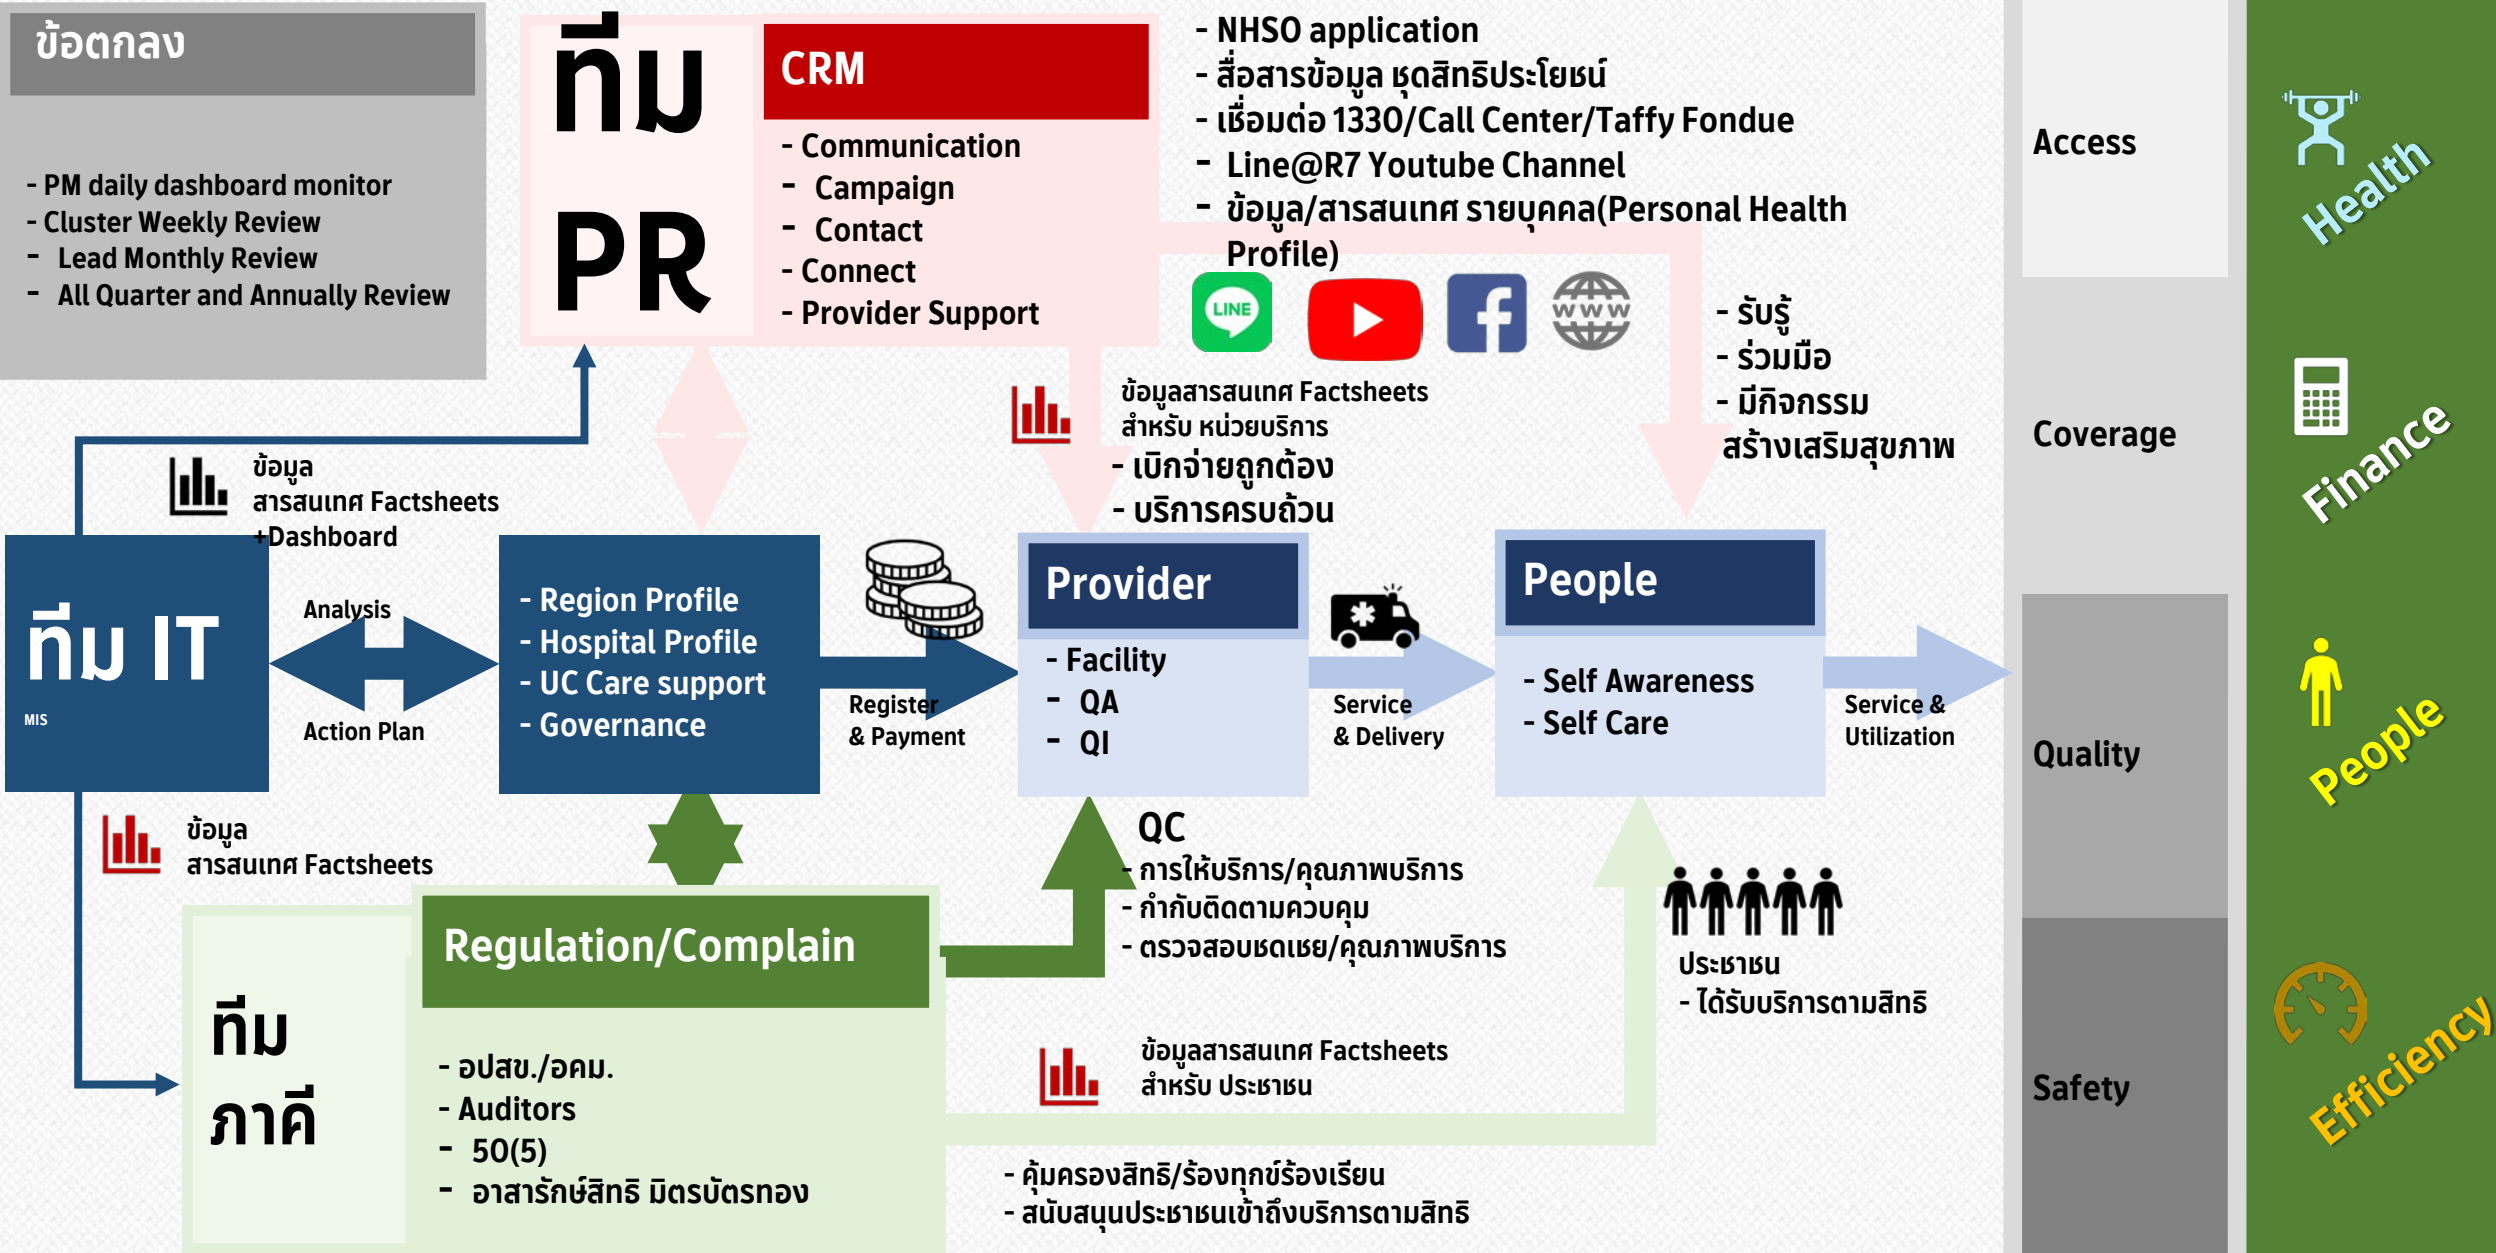 ข้อตกลง
- PM daily dashboard monitor
- Cluster Weekly Review
- Lead Monthly Review
- All Quarter and Annually Review
ทีม
PR
CRM
- Communication
- Campaign
- Contact
- Connect
- Provider Support
- NHSO application
- สื่อสารข้อมูล ชุดสิทธิประโยชน์
- เชื่อมต่อ 1330/Call Center/Taffy Fondue
- Line@R7 Youtube Channel
- ข้อมูล/สารสนเทศ รายบุคคล(Personal Health
Profile)
LINE
WWW
- รับรู้
- ร่วมมือ
- มีกิจกรรม
สร้างเสริมสุขภาพ
ข้อมูลสารสนเทศ Factsheets
สำหรับ หน่วยบริการ
- เบิกจ่ายถูกต้อง
- บริการครบถ้วน
ข้อมูล
สารสนเทศ Factsheets
+Dashboard
ทีม IT
MIS
Analysis
Action Plan
- Region Profile
- Hospital Profile
- UC Care support
- Governance
Register
& Payment
Provider
- Facility
- QA
- QI
Service
& Delivery
People
- Self Awareness
- Self Care
Service &
Utilization
ข้อมูล
สารสนเทศ Factsheets
ทีม
ภาคี
Regulation/Complain
- อปสข./อคม.
- Auditors
- 50(5)
- อาสารักษ์สิทธิ มิตรบัตรทอง
QC
- การให้บริการ/คุณภาพบริการ
- กำกับติดตามควบคุม
- ตรวจสอบชดเชย/คุณภาพบริการ
ประชาชน
- ได้รับบริการตามสิทธิ
ข้อมูลสารสนเทศ Factsheets
สำหรับ ประชาชน
- คุ้มครองสิทธิ/ร้องทุกข์ร้องเรียน
- สนับสนุนประชาชนเข้าถึงบริการตามสิทธิ
Access
Coverage
Quality
Safety
Health
Finance
People
Efficiency